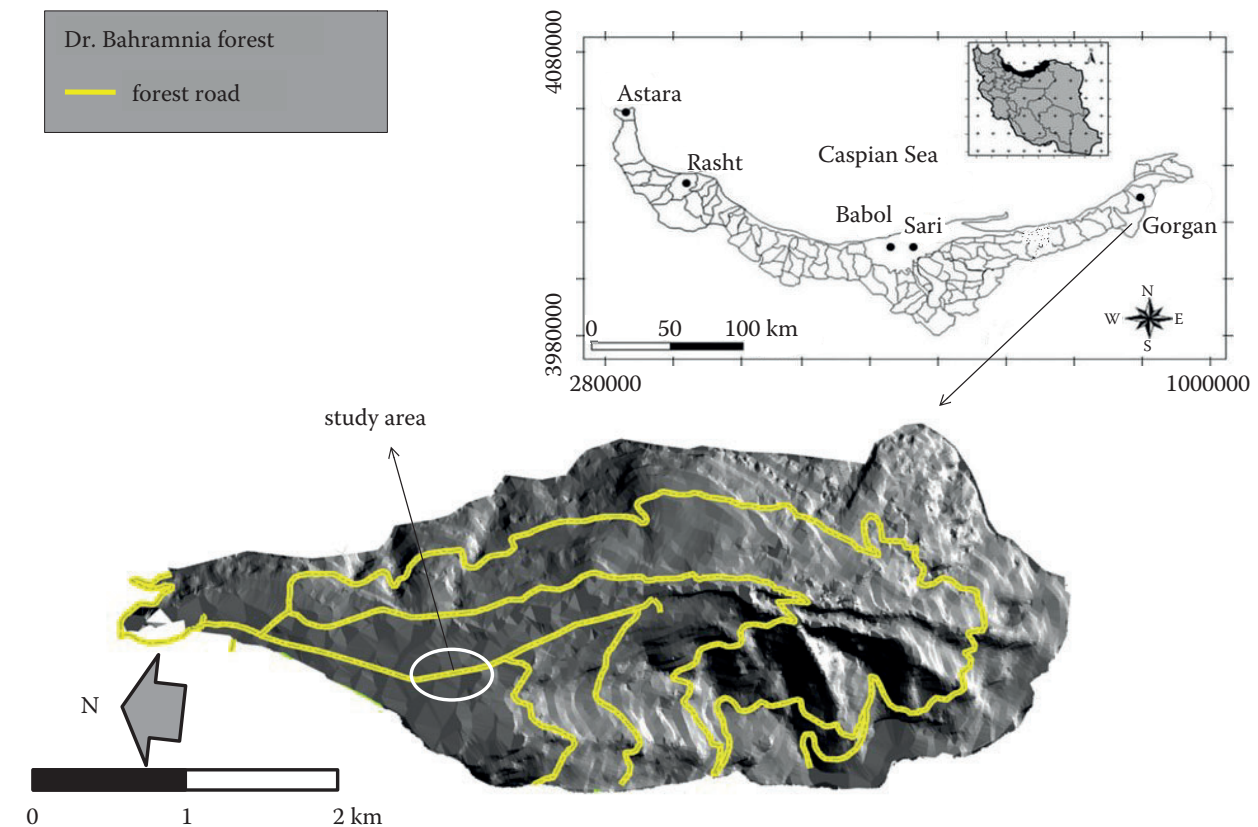 Dr. Bahramnia forest
forest road
4080000
3980000
Astara
Rasht
Caspian Sea
Babol
Sari
Gorgan
N
W
E
S
0 50 100 km
280000
1000000
study area
N
0 1 2 km